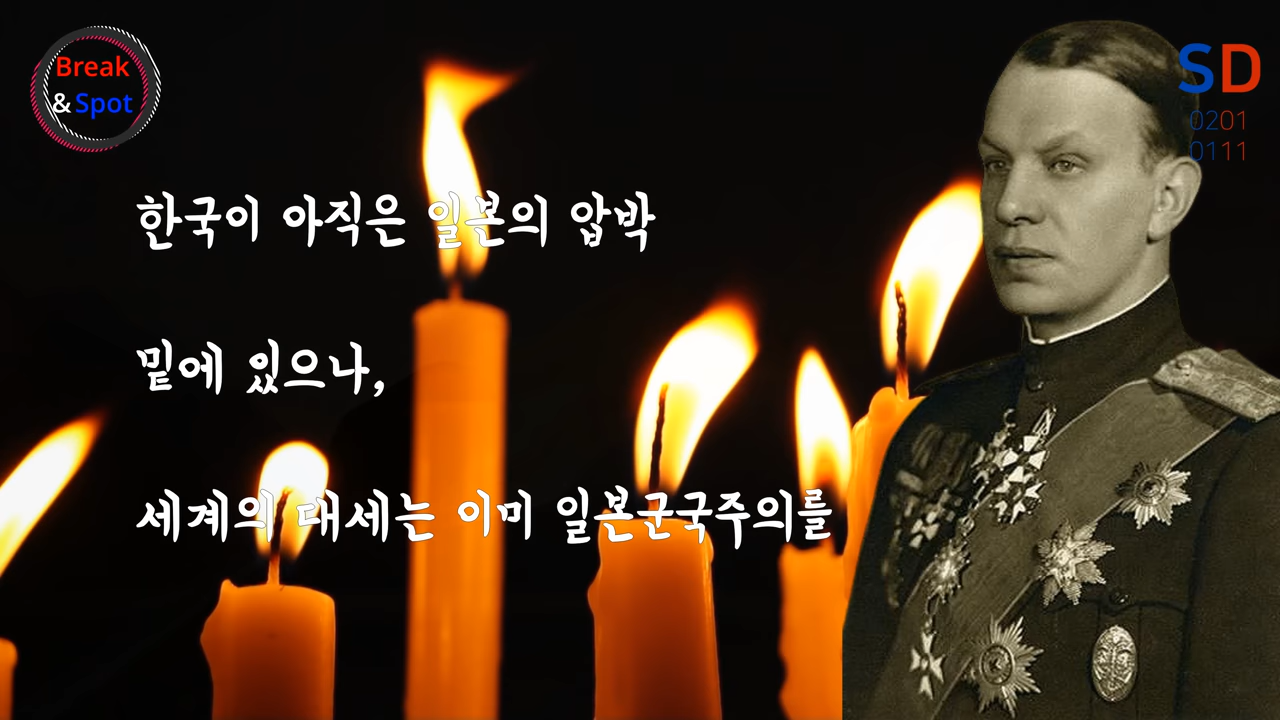 Break
& Spot
SD
0201
0111
한국이 아직은 일본의 압박
밑에 있으나,
세계의 대세는 이미 일본군국주의를